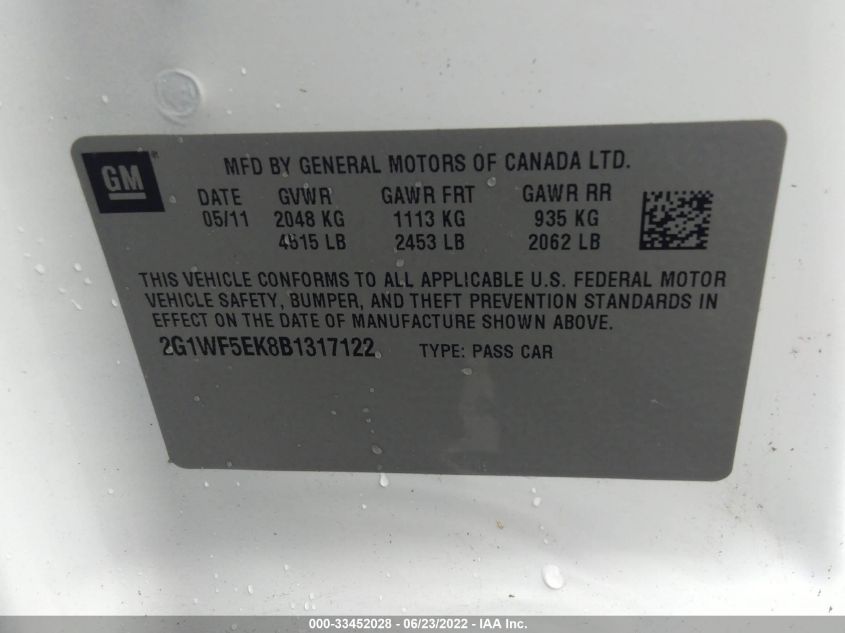 GM
MFD BY GENERAL MOTORS OF CANADA LTD.
DATE GVWR GAWR FRT GAWR RR
05/11 2048 KG 1113 KG 935 KG
4515 LB 2453 LB 2062 LB
THIS VEHICLE CONFORMS TO ALL APPLICABLE U.S. FEDERAL MOTOR
VEHICLE SAFETY, BUMPER, AND THEFT PREVENTION STANDARDS IN
EFFECT ON THE DATE OF MANUFACTURE SHOWN ABOVE.
2G1WF5EK8B1317122 TYPE: PASS CAR
000-33452028 - 06/23/2022 - IAA Inc.